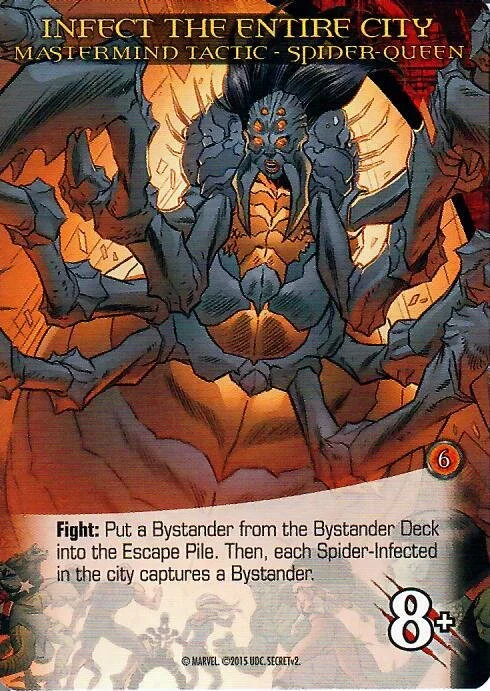 INFECT THE ENTIRE CITY
MASTERMIND TACTIC - SPIDER-QUEEN
6
Fight: Put a Bystander from the Bystander Deck
into the Escape Pile. Then, each Spider-Infected
in the city captures a Bystander.
8+
© MARVEL. ©2015 UDC. SECRETv2.